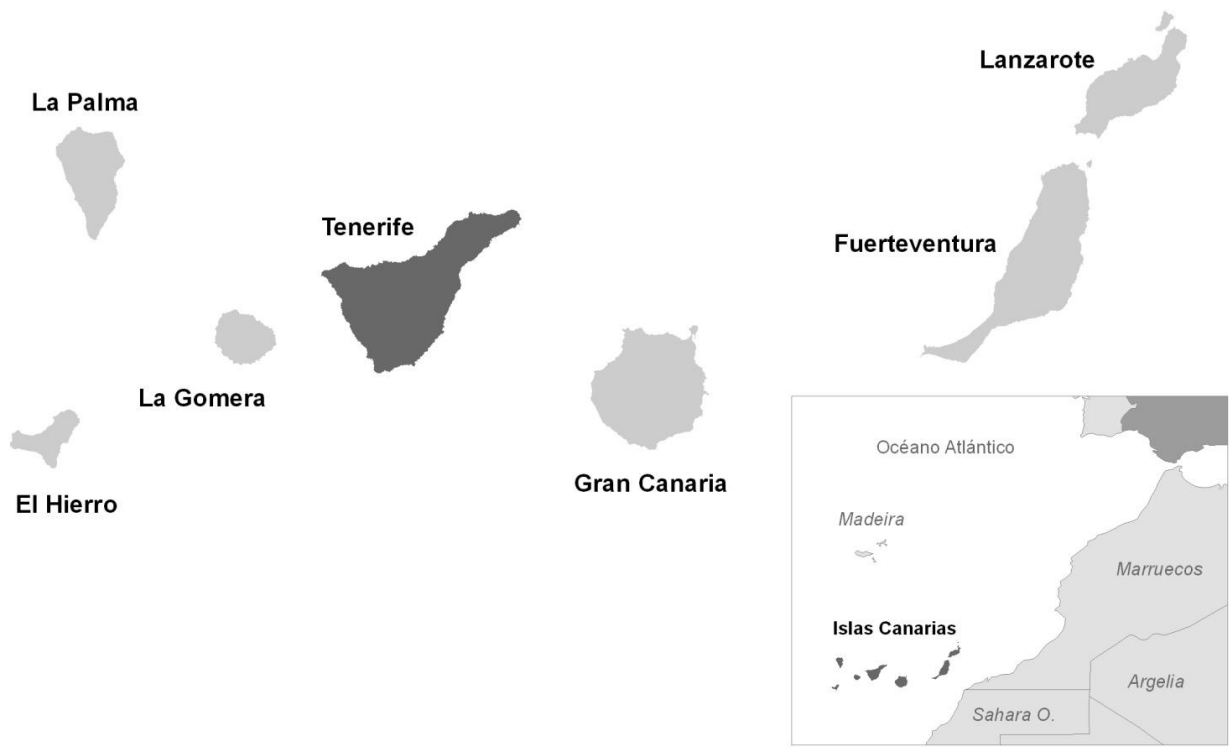 Lanzarote
La Palma
Tenerife
Fuerteventura
La Gomera
Gran Canaria
El Hierro
Océano Atlántico
Madeira
Marruecos
Islas Canarias
Argelia
Sahara O.